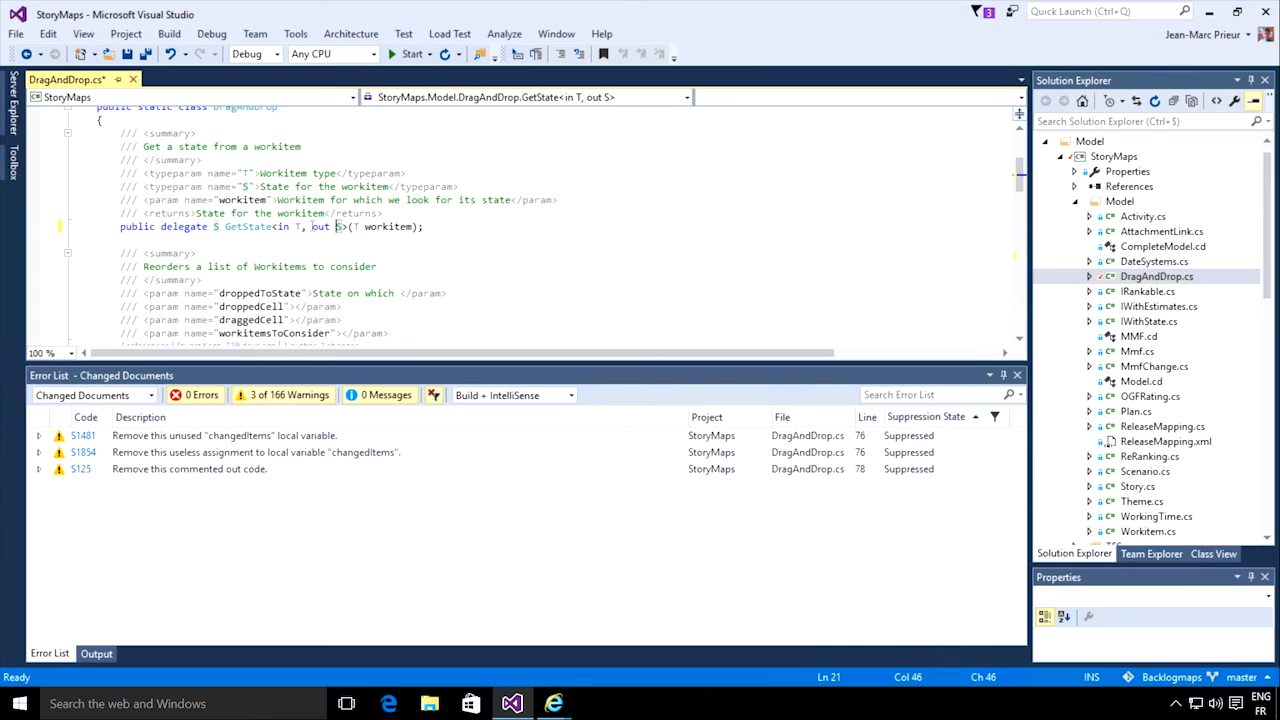 StoryMaps - Microsoft Visual Studio
3
Quick Launch (Ctrl+Q)
File Edit View Project Build Debug Team Tools Architecture Test Load Test Analyze Window Help
Jean-Marc Prieur
Debug Any CPU Start
Server Explorer
Toolbox
DragAndDrop.cs*
StoryMaps
StoryMaps.Model.DragAndDrop.GetState<in T, out S>
public static class DragAndDrop
{
/// <summary>
/// Get a state from a workitem
/// </summary>
/// <typeparam name="T">Workitem type</typeparam>
/// <typeparam name="S">State for the workitem</typeparam>
/// <param name="workitem">Workitem for which we look for its state</param>
/// <returns>State for the workitem</returns>
public delegate S GetState<in T, out S>(T workitem);
/// <summary>
/// Reorders a list of Workitems to consider
/// </summary>
/// <param name="droppedToState">State on which </param>
/// <param name="droppedCell"></param>
/// <param name="draggedCell"></param>
/// <param name="workitemsToConsider"></param>
100 %
Error List - Changed Documents
Changed Documents 0 Errors 3 of 166 Warnings 0 Messages Build + IntelliSense Search Error List
Code Description Project File Line Suppression State
S1481 Remove this unused "changedItems" local variable. StoryMaps DragAndDrop.cs 76 Suppressed
S1854 Remove this useless assignment to local variable "changedItems". StoryMaps DragAndDrop.cs 76 Suppressed
S125 Remove this commented out code. StoryMaps DragAndDrop.cs 78 Suppressed
Error List Output
Solution Explorer
Search Solution Explorer (Ctrl+$)
Model
StoryMaps
Properties
References
Model
Activity.cs
AttachmentLink.cs
CompleteModel.cd
DateSystems.cs
DragAndDrop.cs
IRankable.cs
IWithEstimates.cs
IWithState.cs
MMF.cd
Mmf.cs
MmfChange.cs
Model.cd
OGFRating.cs
Plan.cs
ReleaseMapping.cs
ReleaseMapping.xml
ReRanking.cs
Scenario.cs
Story.cs
Theme.cs
WorkingTime.cs
Workitem.cs
Solution Explorer Team Explorer Class View
Properties
Ready Ln 21 Col 46 Ch 46 INS Backlogmaps master
Search the web and Windows
ENG
FR